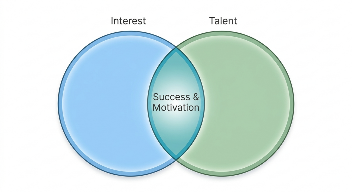 Interest
Talent
Success &
Motivation